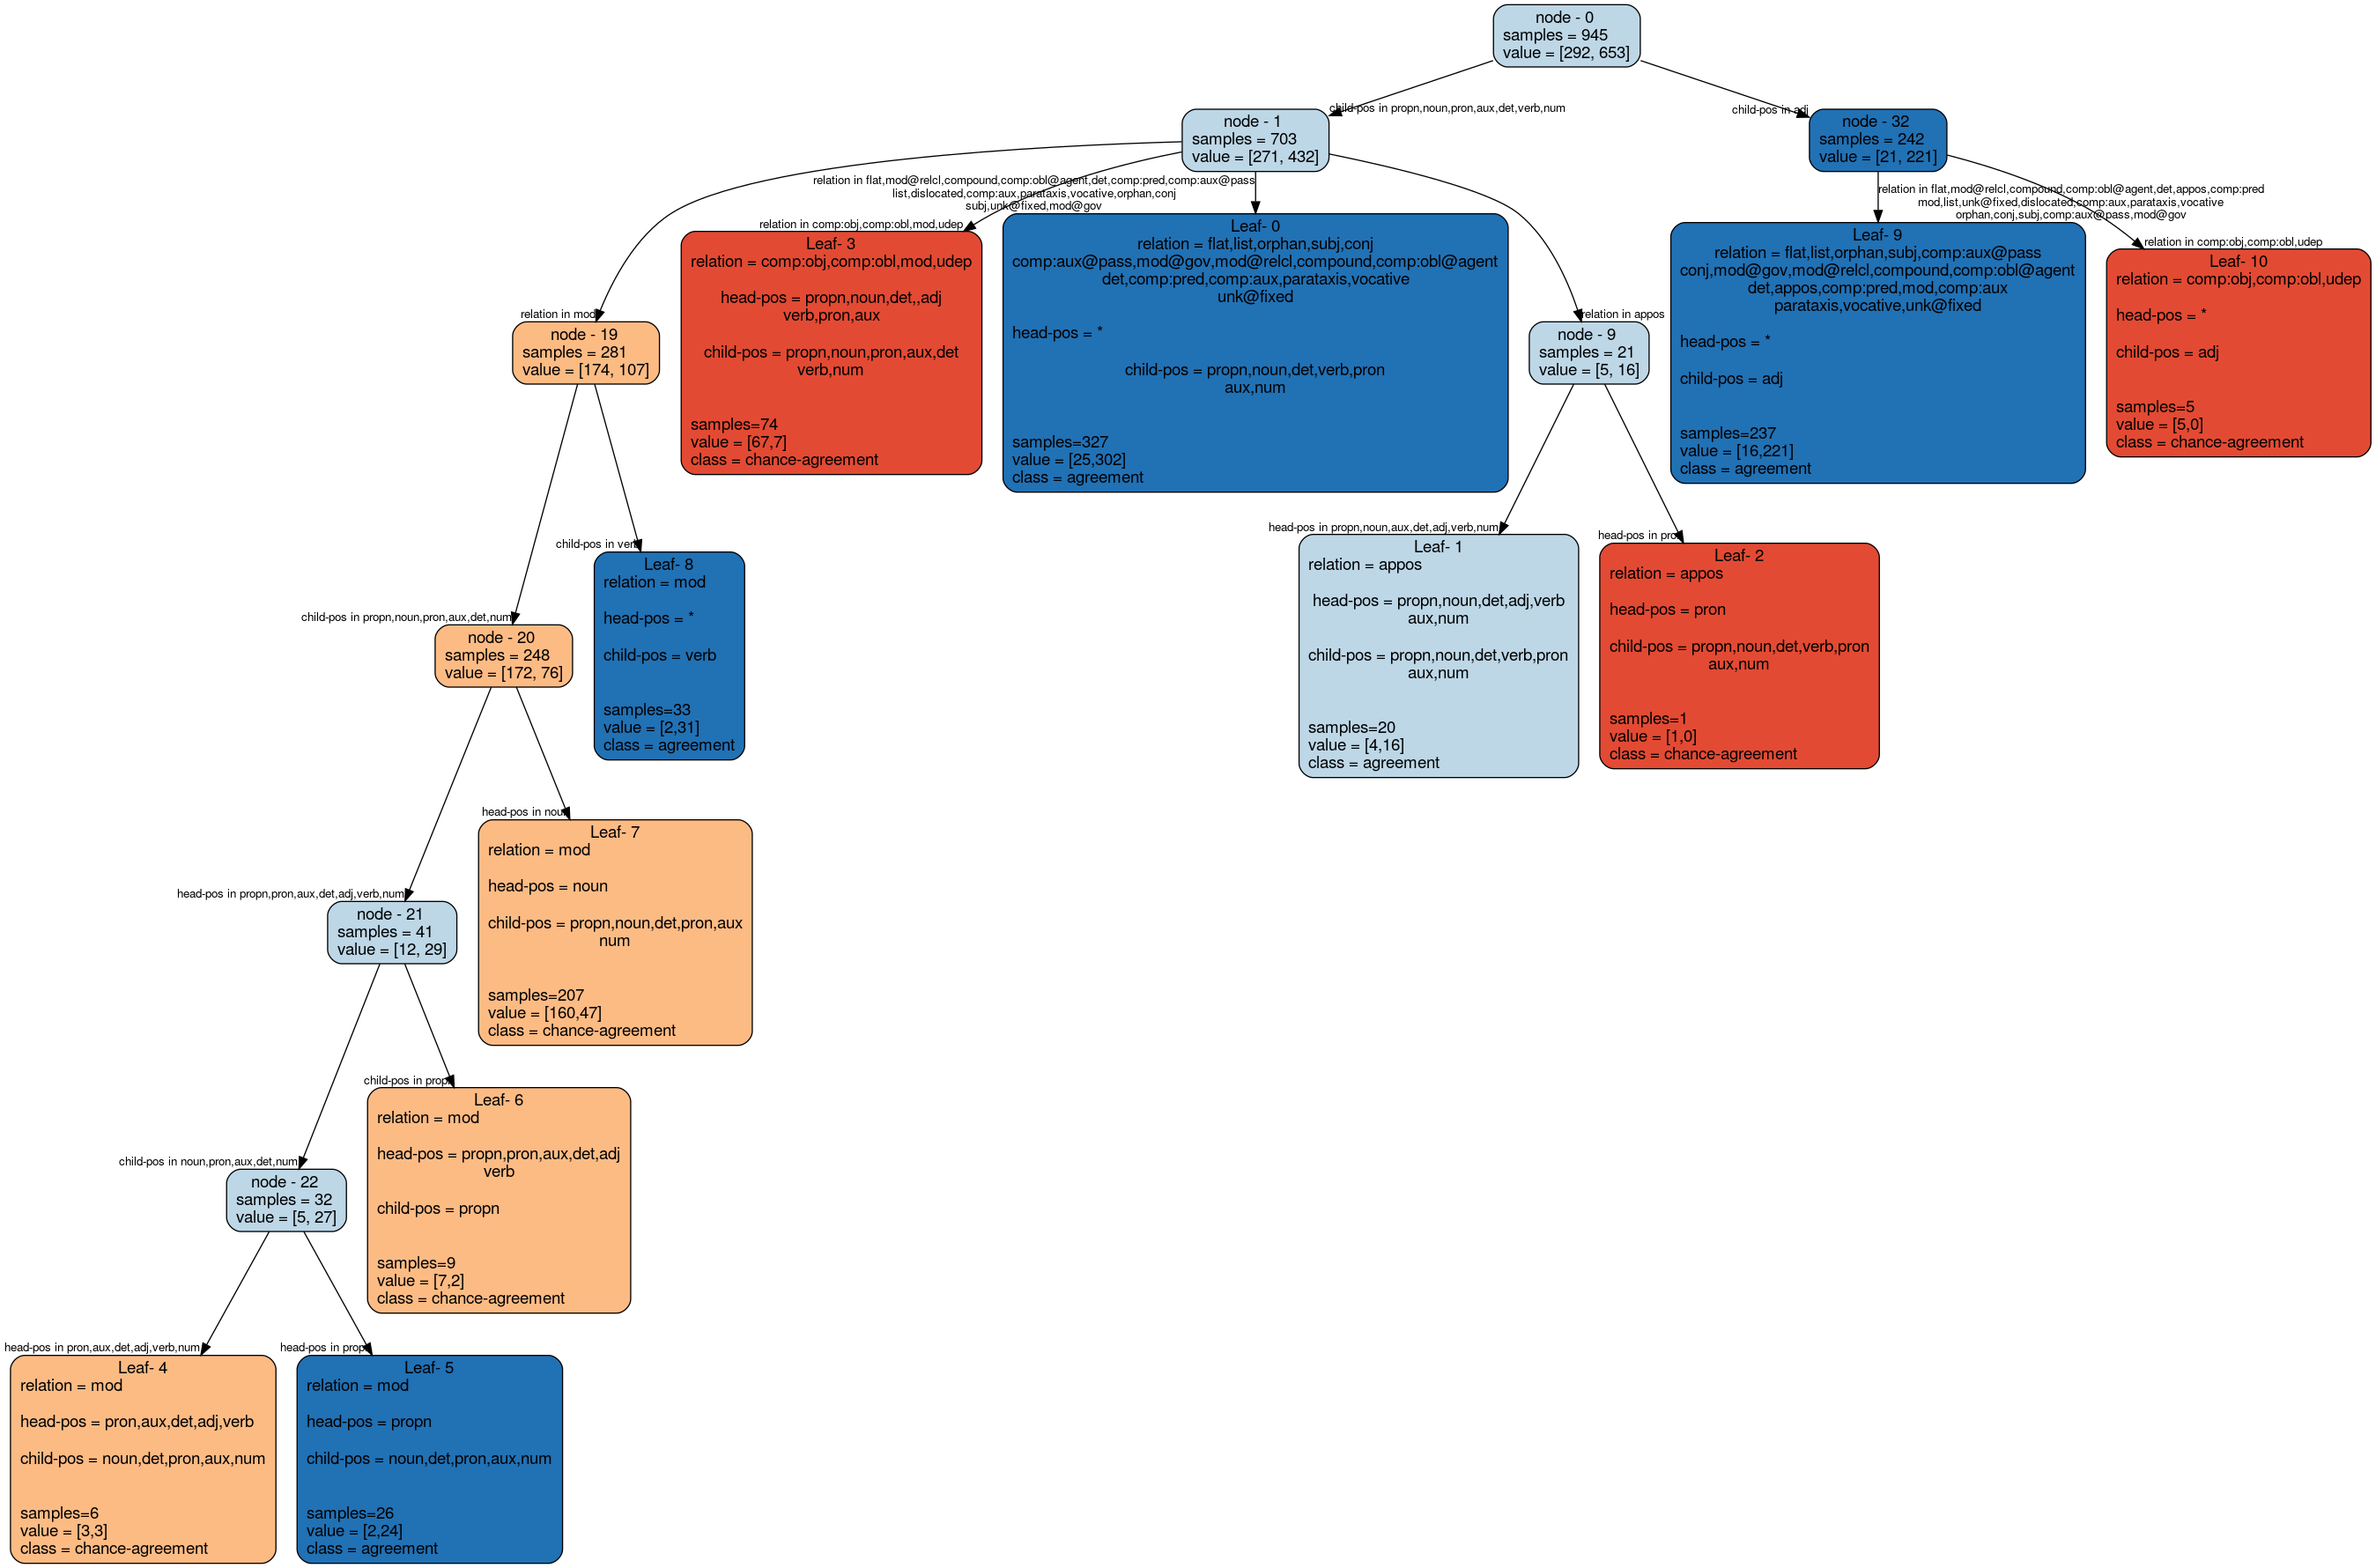 node - 0
samples = 945
value = [292, 653]
child-pos in propn,noun,pron,aux,det,verb,num
child-pos in adj
node - 1
samples = 703
value = [271, 432]
node - 32
samples = 242
value = [21, 221]
relation in flat,mod@relcl,compound,comp:obl@agent,det,comp:pred,comp:aux@pass
list,dislocated,comp:aux,parataxis,vocative,orphan,conj
subj,unk@fixed,mod@gov
relation in comp:obj,comp:obl,mod,udep
relation in flat,mod@relcl,compound,comp:obl@agent,det,appos,comp:pred
mod,list,unk@fixed,dislocated,comp:aux,parataxis,vocative
orphan,conj,subj,comp:aux@pass,mod@gov
relation in comp:obj,comp:obl,udep
relation in mod
node - 19
samples = 281
value = [174, 107]
Leaf- 3
relation = comp:obj,comp:obl,mod,udep
head-pos = propn,noun,det,,adj
verb,pron,aux
child-pos = propn,noun,pron,aux,det
verb,num
samples=74
value = [67,7]
class = chance-agreement
Leaf- 0
relation = flat,list,orphan,subj,conj
comp:aux@pass,mod@gov,mod@relcl,compound,comp:obl@agent
det,comp:pred,comp:aux,parataxis,vocative
unk@fixed
head-pos = *
child-pos = propn,noun,det,verb,pron
aux,num
samples=327
value = [25,302]
class = agreement
relation in appos
node - 9
samples = 21
value = [5, 16]
Leaf- 9
relation = flat,list,orphan,subj,comp:aux@pass
conj,mod@gov,mod@relcl,compound,comp:obl@agent
det,appos,comp:pred,mod,comp:aux
parataxis,vocative,unk@fixed
head-pos = *
child-pos = adj
samples=237
value = [16,221]
class = agreement
Leaf- 10
relation = comp:obj,comp:obl,udep
head-pos = *
child-pos = adj
samples=5
value = [5,0]
class = chance-agreement
child-pos in propn,noun,pron,aux,det,num
child-pos in verb
node - 20
samples = 248
value = [172, 76]
Leaf- 8
relation = mod
head-pos = *
child-pos = verb
samples=33
value = [2,31]
class = agreement
head-pos in propn,noun,aux,det,adj,verb,num
head-pos in pron
Leaf- 1
relation = appos
head-pos = propn,noun,det,adj,verb
aux,num
child-pos = propn,noun,det,verb,pron
aux,num
samples=20
value = [4,16]
class = agreement
Leaf- 2
relation = appos
head-pos = pron
child-pos = propn,noun,det,verb,pron
aux,num
samples=1
value = [1,0]
class = chance-agreement
head-pos in propn,pron,aux,det,adj,verb,num
head-pos in noun
node - 21
samples = 41
value = [12, 29]
Leaf- 7
relation = mod
head-pos = noun
child-pos = propn,noun,det,pron,aux
num
samples=207
value = [160,47]
class = chance-agreement
child-pos in noun,pron,aux,det,num
child-pos in propn
node - 22
samples = 32
value = [5, 27]
Leaf- 6
relation = mod
head-pos = propn,pron,aux,det,adj
verb
child-pos = propn
samples=9
value = [7,2]
class = chance-agreement
head-pos in pron,aux,det,adj,verb,num
head-pos in propn
Leaf- 4
relation = mod
head-pos = pron,aux,det,adj,verb
child-pos = noun,det,pron,aux,num
samples=6
value = [3,3]
class = chance-agreement
Leaf- 5
relation = mod
head-pos = propn
child-pos = noun,det,pron,aux,num
samples=26
value = [2,24]
class = agreement